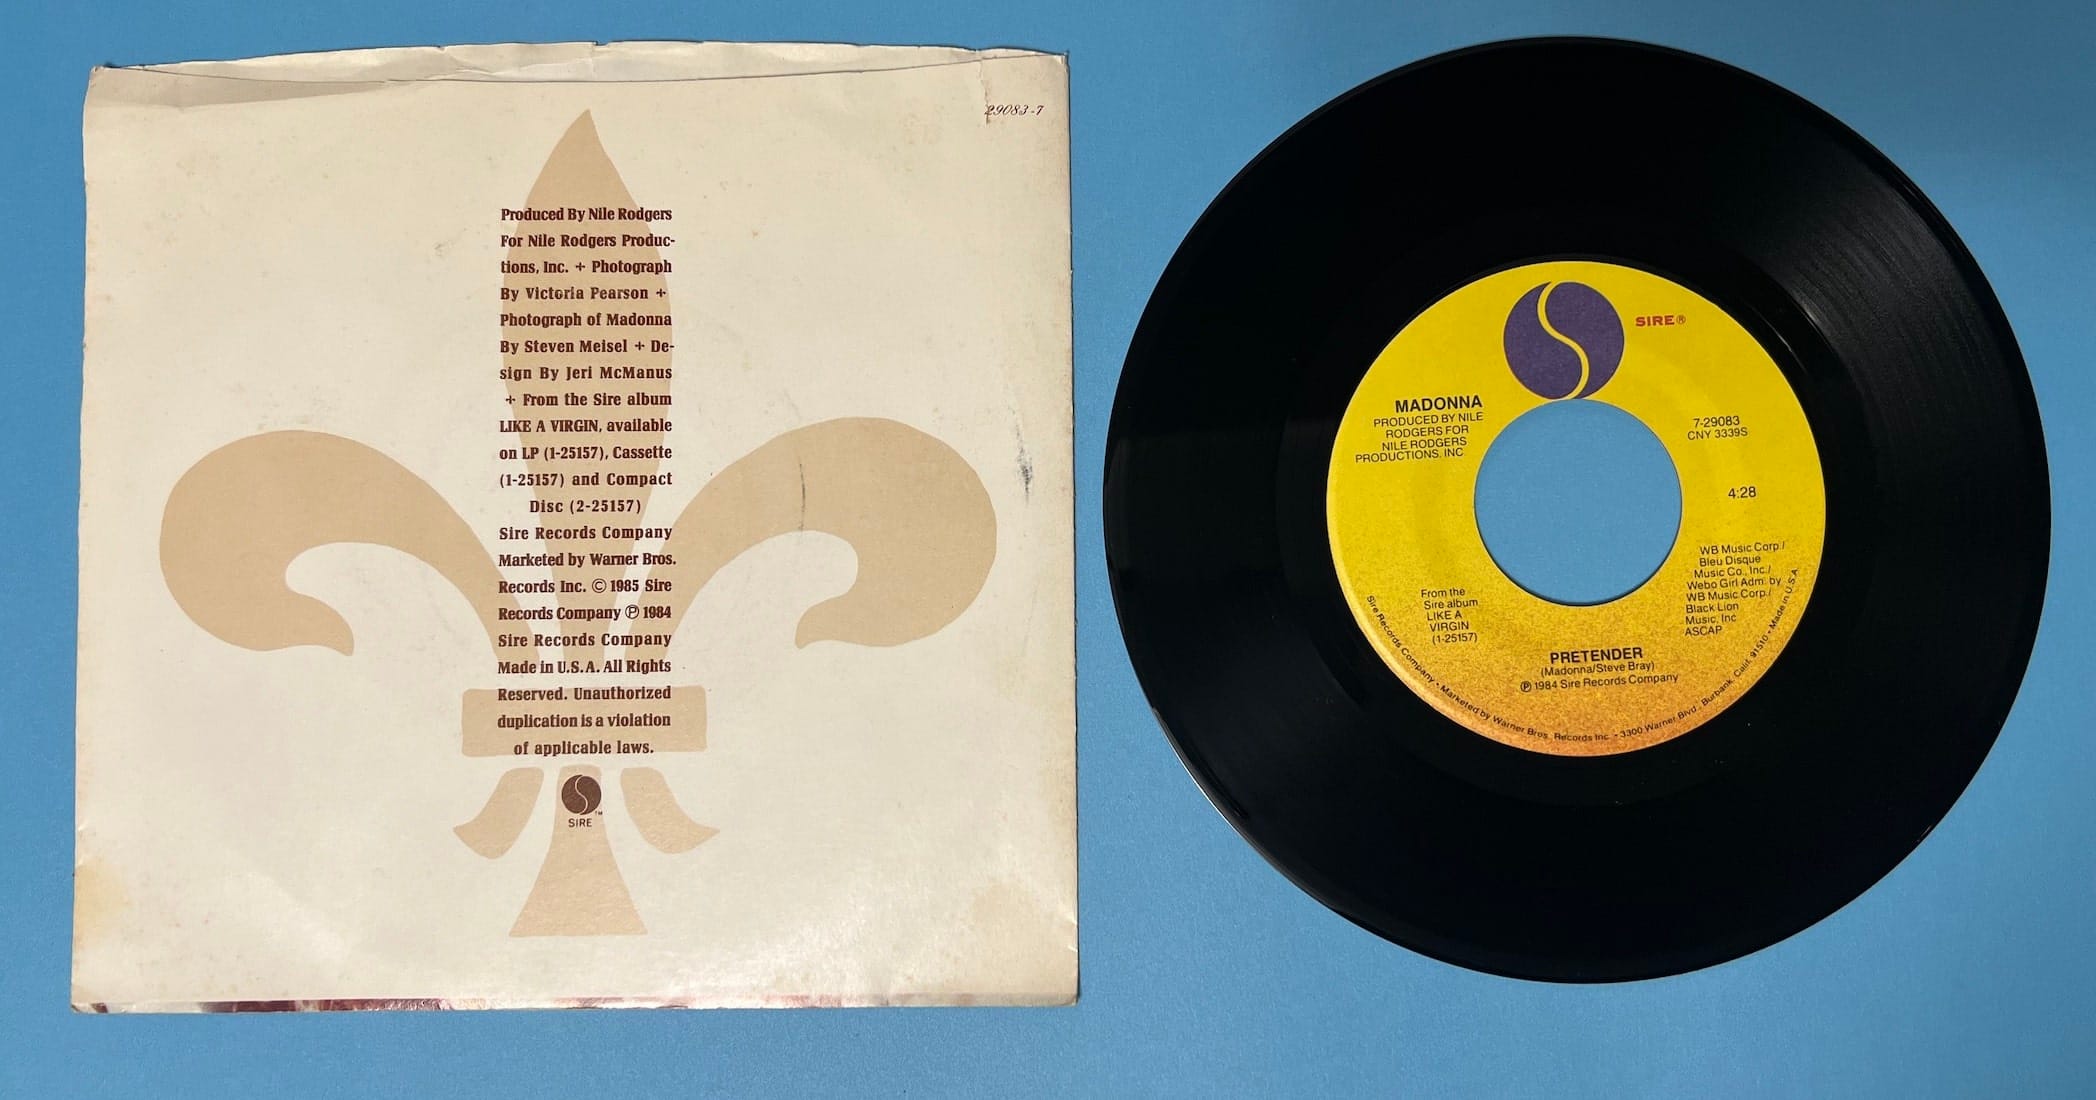 29083-7
Produced By Nile Rodgers
For Nile Rodgers Produc-
tions, Inc. + Photograph
By Victoria Pearson +
Photograph of Madonna
By Steven Meisel + De-
sign By Jeri McManus
+ From the Sire album
LIKE A VIRGIN, available
on LP (1-25157), Cassette
(1-25157) and Compact
Disc (2-25157)
Sire Records Company
Marketed by Warner Bros.
Records Inc. © 1985 Sire
Records Company ℗ 1984
Sire Records Company
Made in U.S.A. All Rights
Reserved. Unauthorized
duplication is a violation
of applicable laws.
SIRE™
SIRE®
MADONNA
PRODUCED BY NILE
RODGERS FOR
NILE RODGERS
PRODUCTIONS, INC
7-29083
CNY 3339S
4:28
WB Music Corp./
Bleu Disque
Music Co., Inc./
Webo Girl Adm. by
WB Music Corp./
Black Lion
Music, Inc
ASCAP
From the
Sire album
LIKE A
VIRGIN
(1-25157)
PRETENDER
(Madonna/Steve Bray)
℗ 1984 Sire Records Company
Sire Records Company • Marketed by Warner Bros. Records Inc. • 3300 Warner Blvd., Burbank, Calif. 91510 • Made in U.S.A.